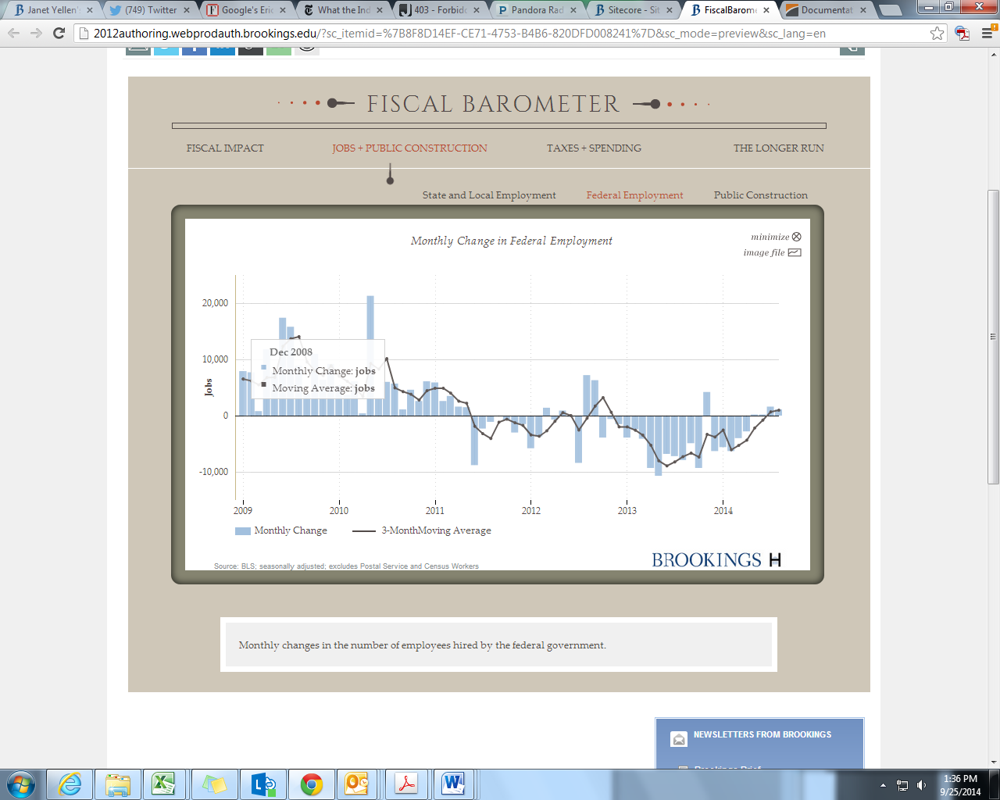 Janet Yellen's
(749) Twitter
Google's Eric
What the Ind
403 - Forbidd
Pandora Rad
Sitecore - Sit
FiscalBarome
Documentat
2012authoring.webprodauth.brookings.edu/?sc_itemid=%7B8F8D14EF-CE71-4753-B4B6-820DFD008241%7D&sc_mode=preview&sc_lang=en
FISCAL BAROMETER
FISCAL IMPACT
JOBS + PUBLIC CONSTRUCTION
TAXES + SPENDING
THE LONGER RUN
State and Local Employment
Federal Employment
Public Construction
Monthly Change in Federal Employment
minimize
image file
20,000
10,000
0
-10,000
Jobs
Dec 2008
Monthly Change: jobs
Moving Average: jobs
2009
2010
2011
2012
2013
2014
Monthly Change
3-MonthMoving Average
Source: BLS; seasonally adjusted; excludes Postal Service and Census Workers
BROOKINGS H
Monthly changes in the number of employees hired by the federal government.
NEWSLETTERS FROM BROOKINGS
Brookings Brief
1:36 PM
9/25/2014